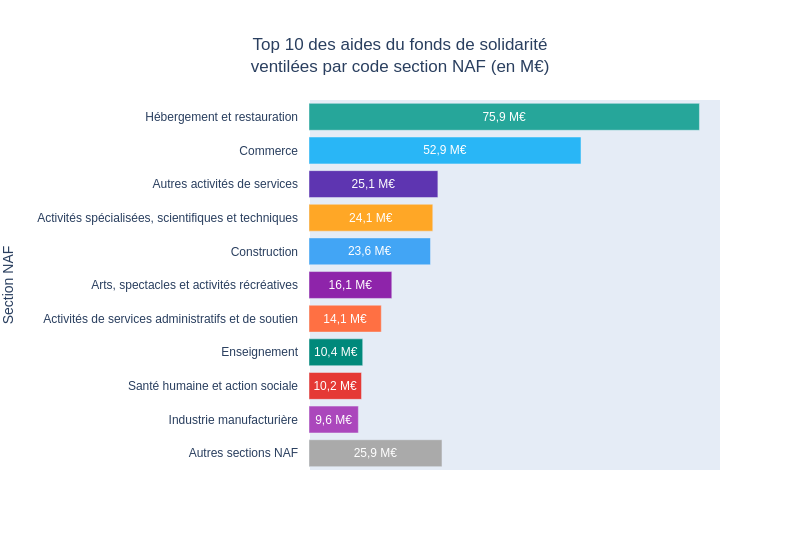 Top 10 des aides du fonds de solidarité
ventilées par code section NAF (en M€)
Section NAF
Hébergement et restauration 75,9 M€
Commerce 52,9 M€
Autres activités de services 25,1 M€
Activités spécialisées, scientifiques et techniques 24,1 M€
Construction 23,6 M€
Arts, spectacles et activités récréatives 16,1 M€
Activités de services administratifs et de soutien 14,1 M€
Enseignement 10,4 M€
Santé humaine et action sociale 10,2 M€
Industrie manufacturière 9,6 M€
Autres sections NAF 25,9 M€